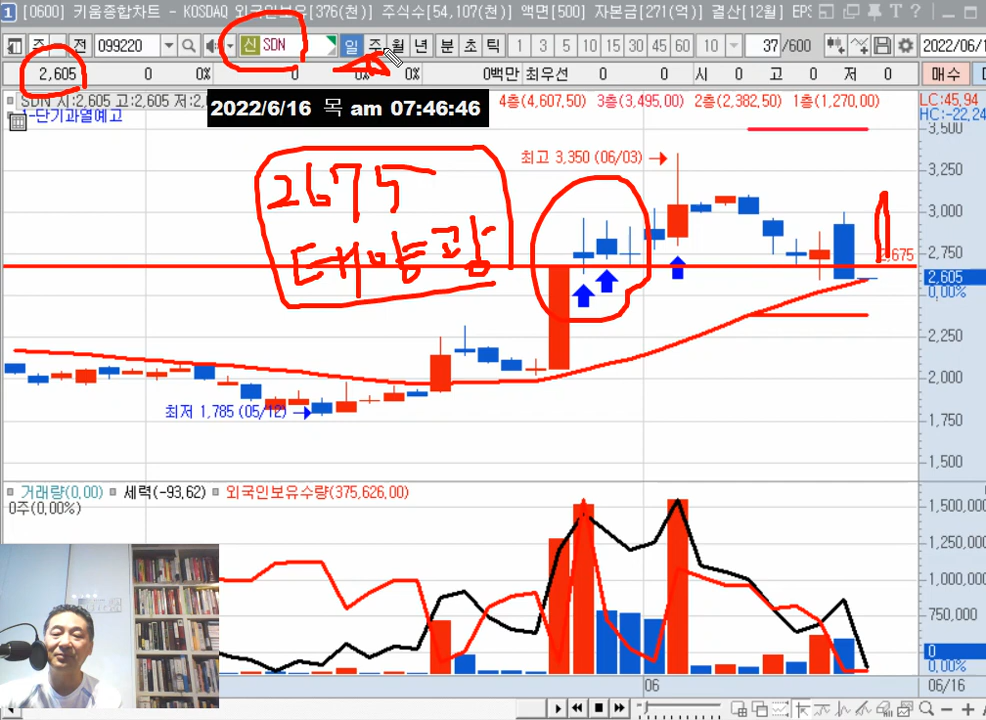 1 [0600] 키움종합차트 - KOSDAQ 외국인보유[376(천)] 주식수[54,107(천)] 액면[500] 자본금[271(억)] 결산[12월] EPS
주 전 099220 신 SDN 일 주 월 년 분 초 틱 1 3 5 10 15 30 45 60 10 37 /600 2022/06/1
2,605 0 0% 0 0% 0백만 최우선 0 0 시 0 고 0 저 0 매수
SDN 시:2,605 고:2,605 저:2,
-단기과열예고
2022/6/16 목 am 07:46:46
4층(4,607,50) 3층(3,495,00) 2층(2,382,50) 1층(1,270,00)
LC:45,94
HC:-22,24
3,500
최고 3,350 (06/03)
3,250
2675
태양광
3,000
2,750
2,675
2,605
0,00%
2,250
2,000
최저 1,785 (05/12)
1,750
1,500
거래량(0,00) 세력(-93,62) 외국인보유수량(375,626,00)
0주(0,00%)
1,500,000
1,250,000
1,000,000
750,000
0
0,00%
06
06/16